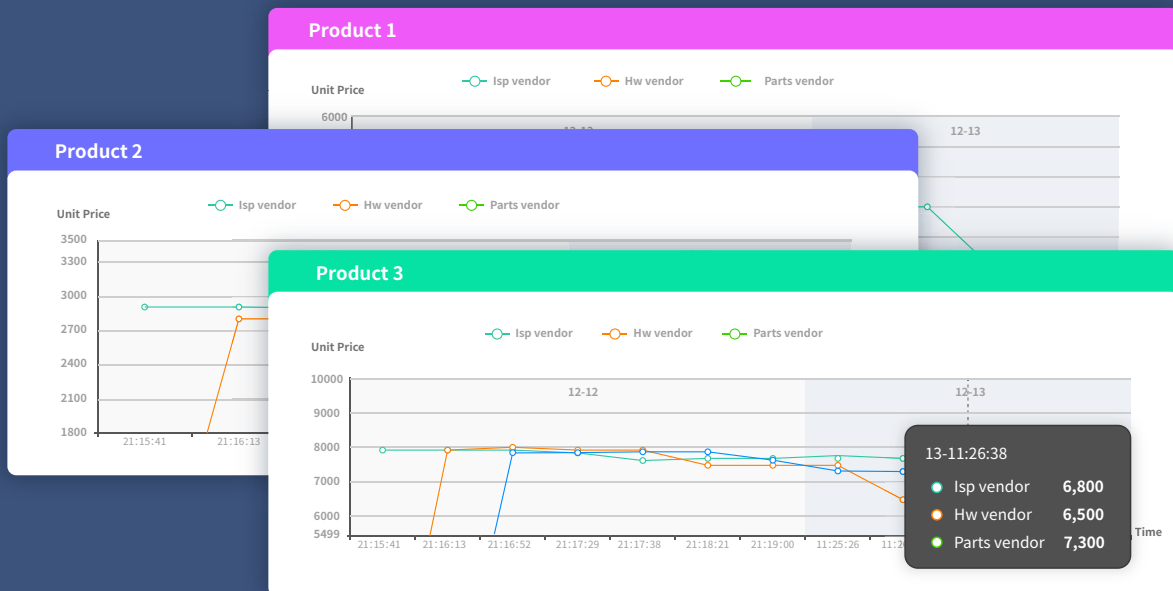 Product 1
Isp vendor Hw vendor Parts vendor
Unit Price
6000
12-13
Product 2
Isp vendor Hw vendor Parts vendor
Unit Price
3500
3300
3000
2700
2400
2100
1800
21:15:41 21:16:13
Product 3
Isp vendor Hw vendor Parts vendor
Unit Price
10000
9000
8000
7000
6000
5499
12-12 12-13
21:15:41 21:16:13 21:16:52 21:17:29 21:17:38 21:18:21 21:19:00 11:25:26
Time
13-11:26:38
Isp vendor 6,800
Hw vendor 6,500
Parts vendor 7,300